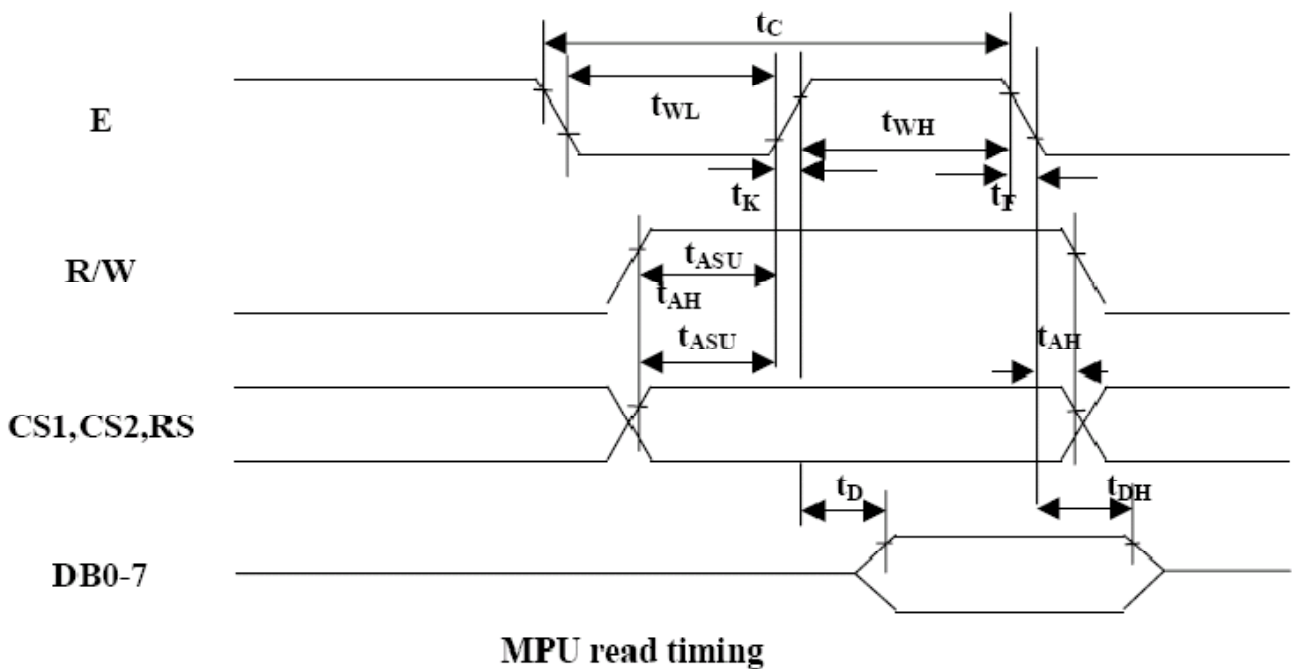 tC
E
tWL
tWH
tK
tF
R/W
tASU
tAH
tASU
tAH
CS1,CS2,RS
tD
tDH
DB0-7
MPU read timing